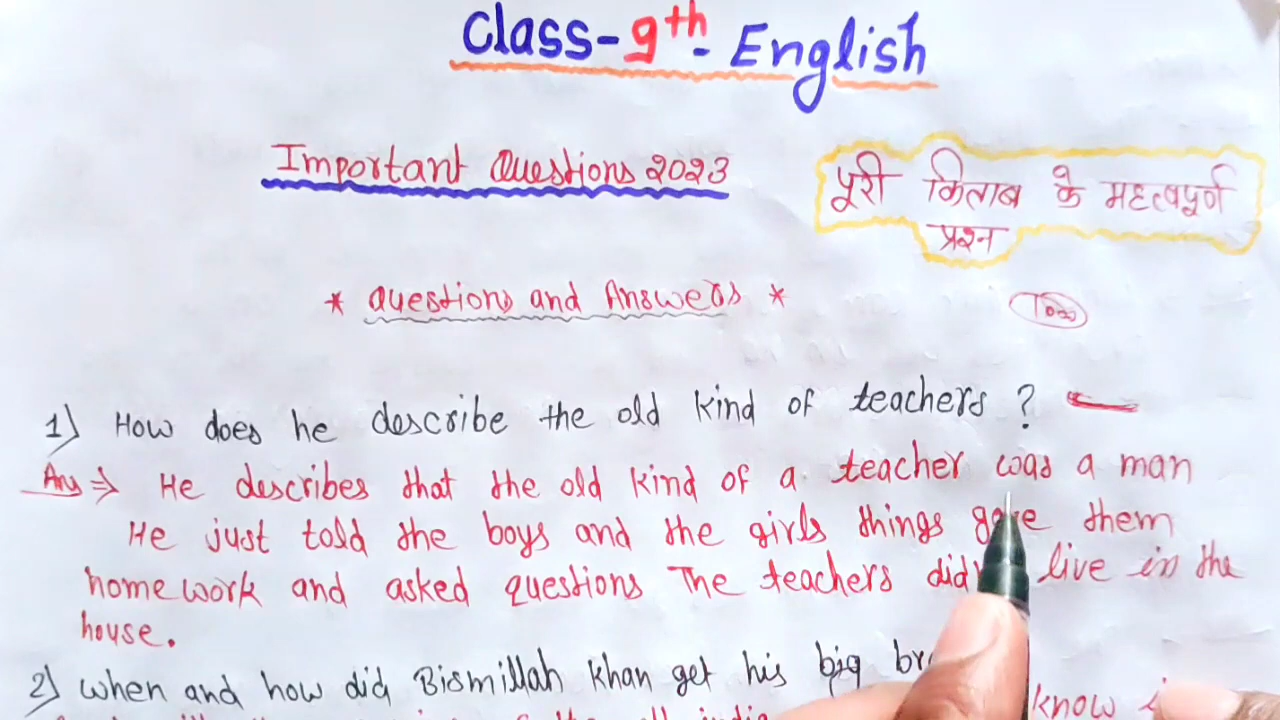 Class-9th- English
Important Questions 2023
पूरी किताब के महत्वपूर्ण
प्रश्न
* Questions and Answers *
1) How does he describe the old kind of teachers ?
Ans ⇒ He describes that the old kind of a teacher was a man
He just told the boys and the girls things gave them
home work and asked questions The teachers live in the
house.
2) when and how did Bismillah khan get his big
know